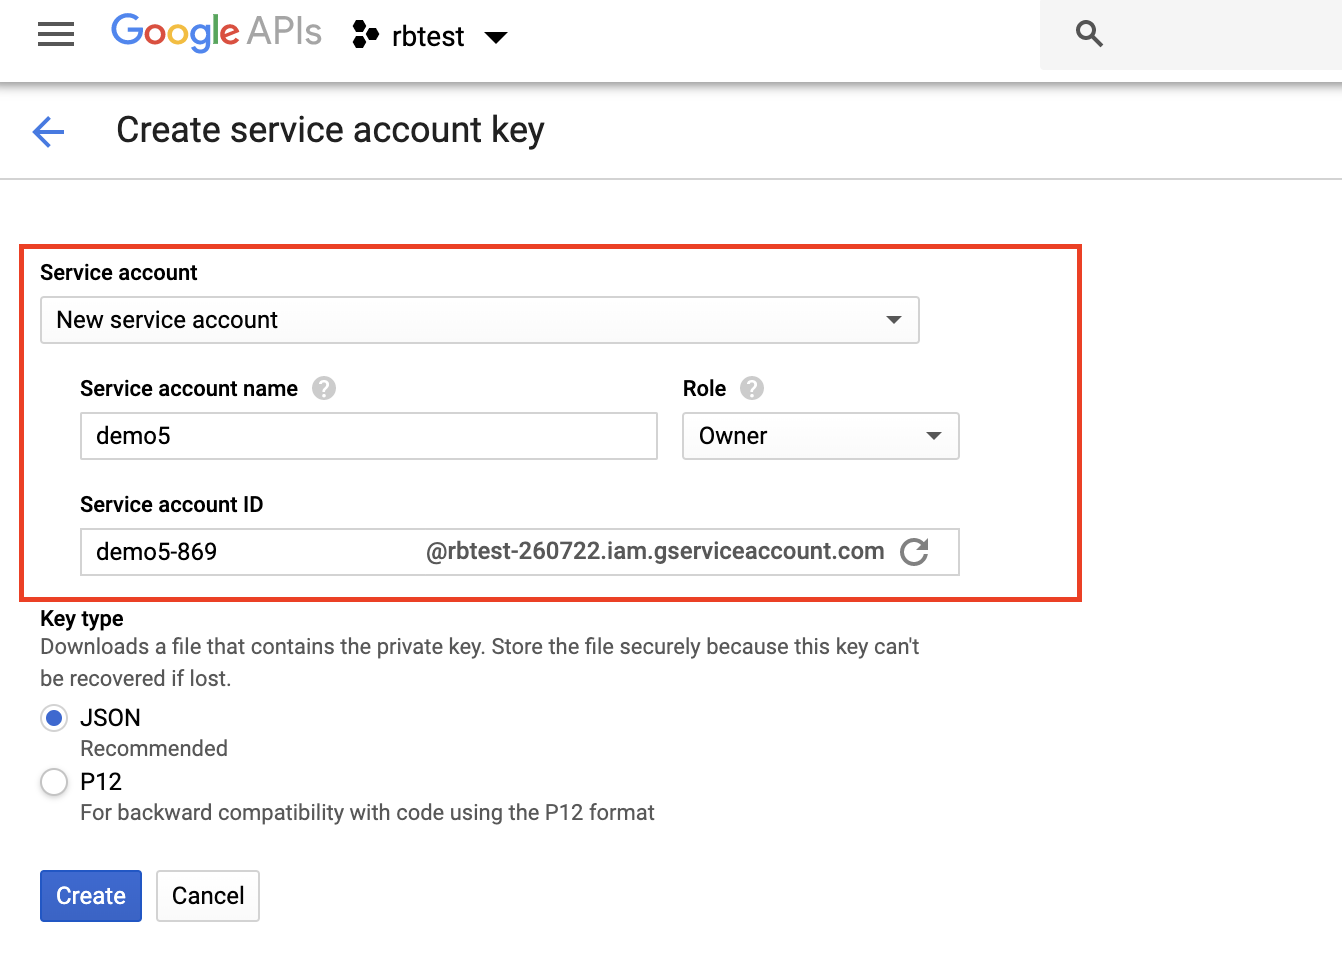 Google APIs rbtest
Create service account key
Service account
New service account
Service account name ? Role ?
demo5 Owner
Service account ID
demo5-869 @rbtest-260722.iam.gserviceaccount.com
Key type
Downloads a file that contains the private key. Store the file securely because this key can't
be recovered if lost.
JSON
Recommended
P12
For backward compatibility with code using the P12 format
Create Cancel